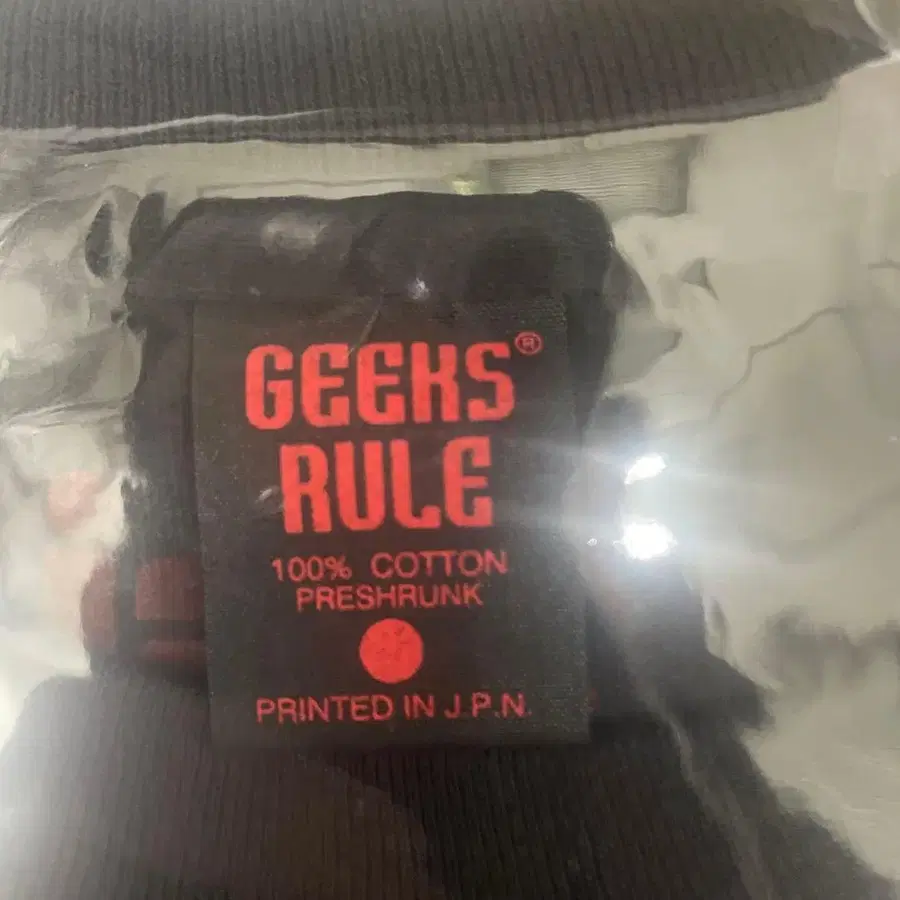 GEEKS®
RULE
100% COTTON
PRESHRUNK
PRINTED IN J.P.N.